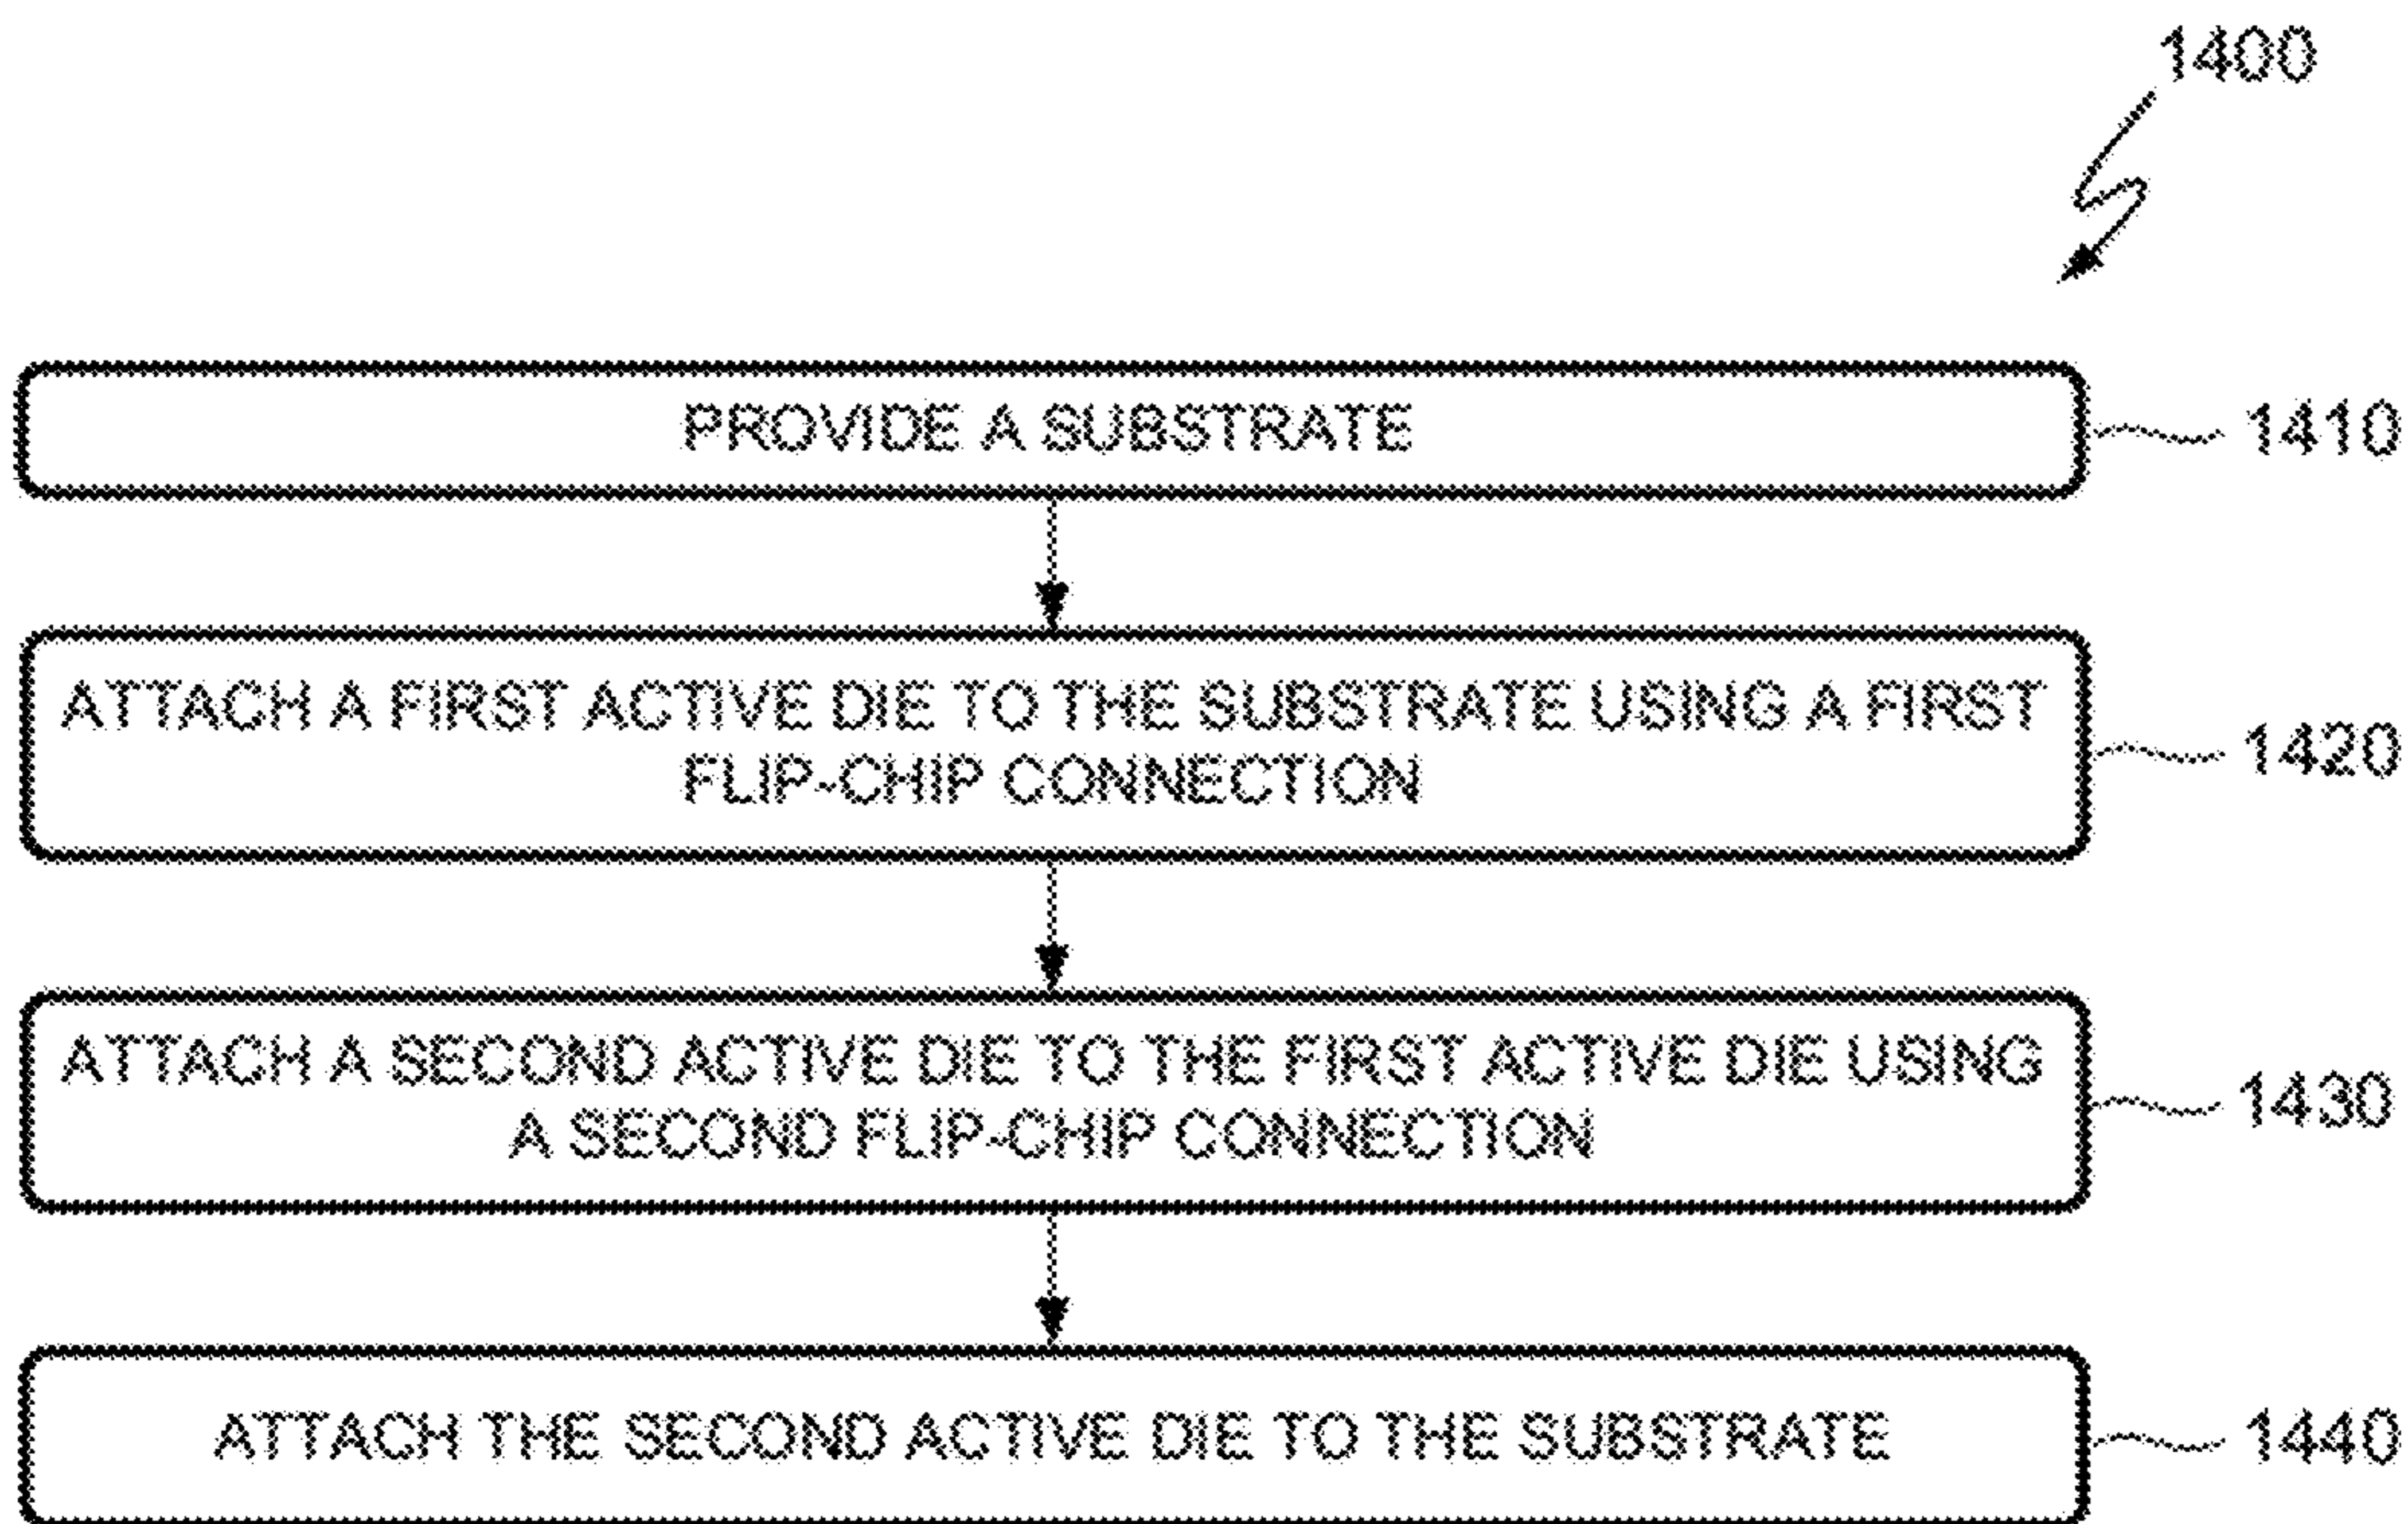 1400
PROVIDE A SUBSTRATE
1410
ATTACH A FIRST ACTIVE DIE TO THE SUBSTRATE USING A FIRST
FLIP-CHIP CONNECTION
1420
ATTACH A SECOND ACTIVE DIE TO THE FIRST ACTIVE DIE USING
A SECOND FLIP-CHIP CONNECTION
1430
ATTACH THE SECOND ACTIVE DIE TO THE SUBSTRATE
1440